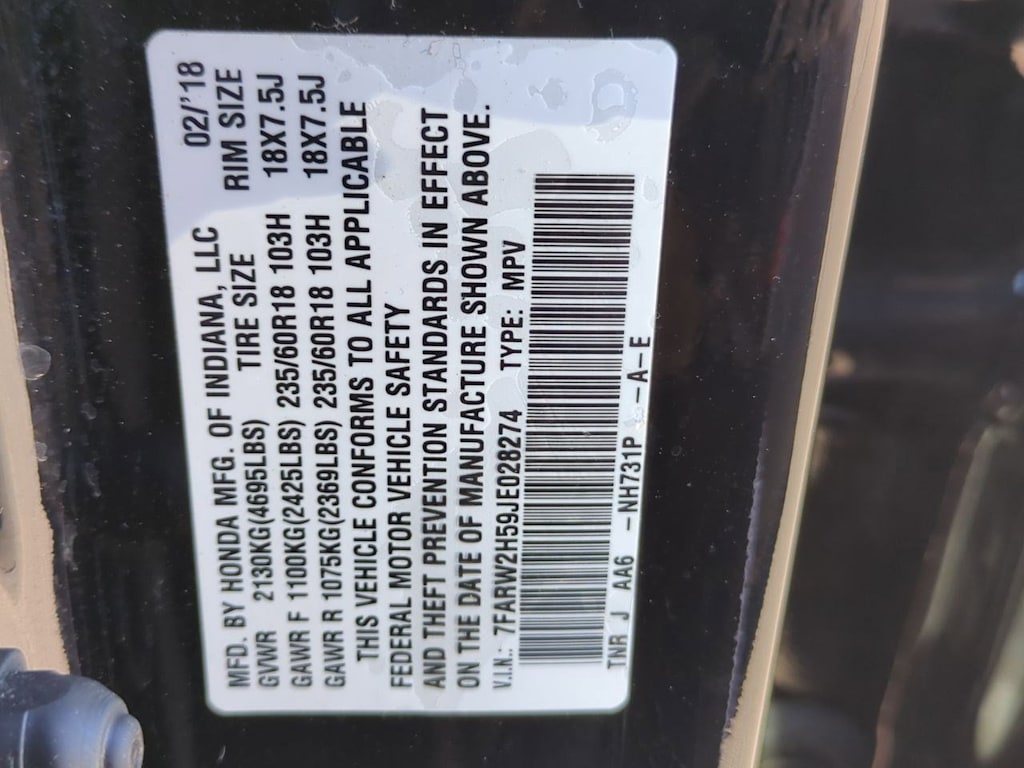 MFD. BY HONDA MFG. OF INDIANA, LLC 02/'18
GVWR 2130KG(4695LBS) TIRE SIZE RIM SIZE
GAWR F 1100KG(2425LBS) 235/60R18 103H 18X7.5J
GAWR R 1075KG(2369LBS) 235/60R18 103H 18X7.5J
THIS VEHICLE CONFORMS TO ALL APPLICABLE
FEDERAL MOTOR VEHICLE SAFETY
AND THEFT PREVENTION STANDARDS IN EFFECT
ON THE DATE OF MANUFACTURE SHOWN ABOVE.
V.I.N.: 7FARW2H59JE028274 TYPE: MPV
TNR J AA6 -NH731P -A-E